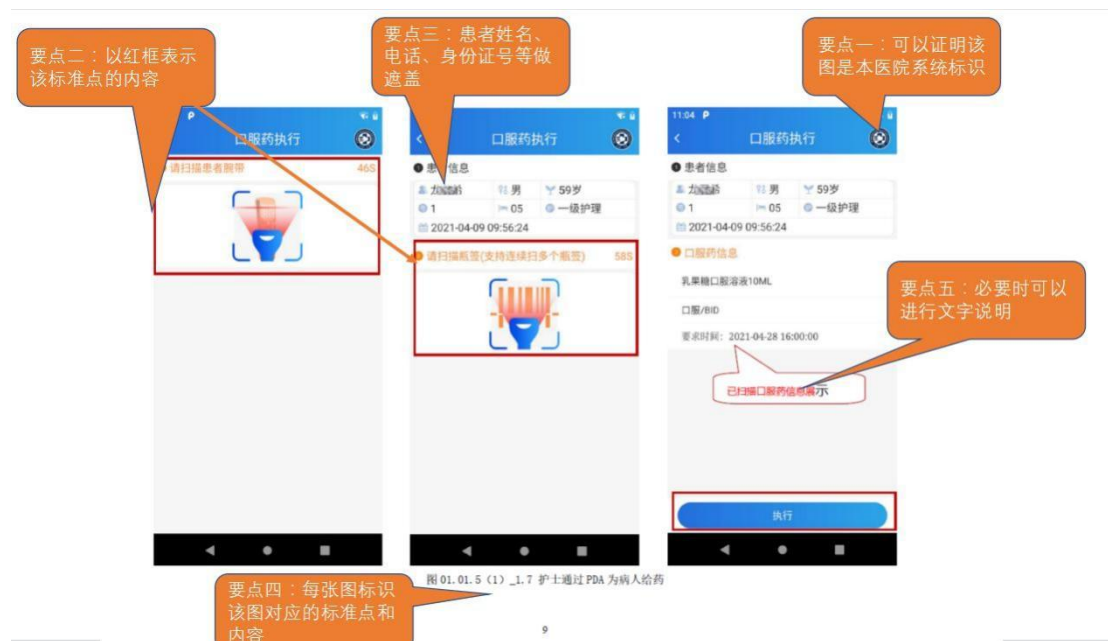 要点二：以红框表示
该标准点的内容
要点三：患者姓名、
电话、身份证号等做
遮盖
要点一：可以证明该
图是本医院系统标识
口服药执行
请扫描患者腕带
46S
口服药执行
患
信息
男
59岁
1
05
一级护理
2021-04-09 09:56:24
请扫描瓶签(支持连续扫多个瓶签)
58S
11:04
口服药执行
患者信息
男
59岁
1
05
一级护理
2021-04-09 09:56:24
口服药信息
乳果糖口服溶液10ML
口服/BID
要求时间：2021-04-28 16:00:00
已扫描口服药信息展示
执行
要点五：必要时可以
进行文字说明
图 01.01.5（1）_1.7 护士通过 PDA 为病人给药
要点四：每张图标识
该图对应的标准点和
内容
9